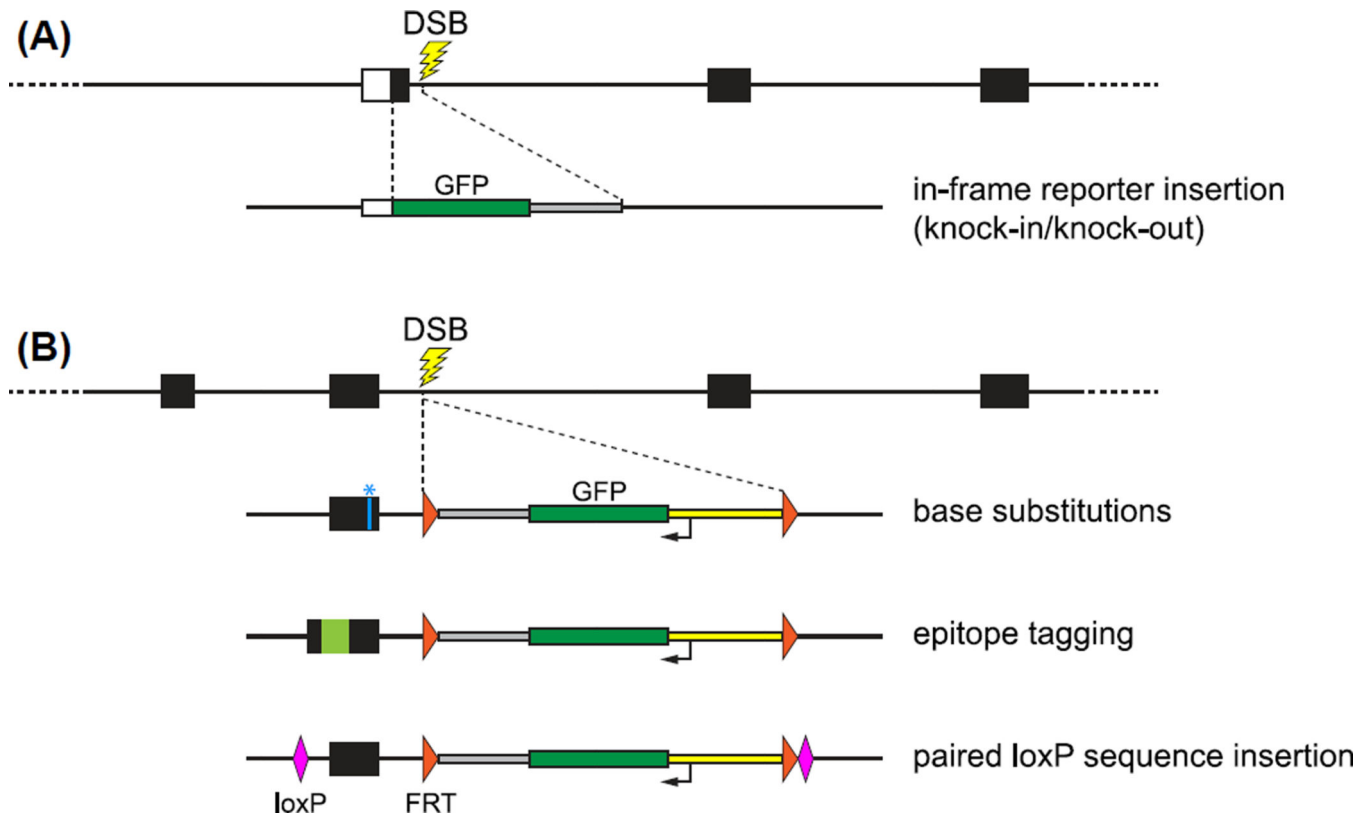 (A)
DSB
GFP
in-frame reporter insertion
(knock-in/knock-out)
(B)
DSB
*
GFP
base substitutions
epitope tagging
paired loxP sequence insertion
loxP
FRT